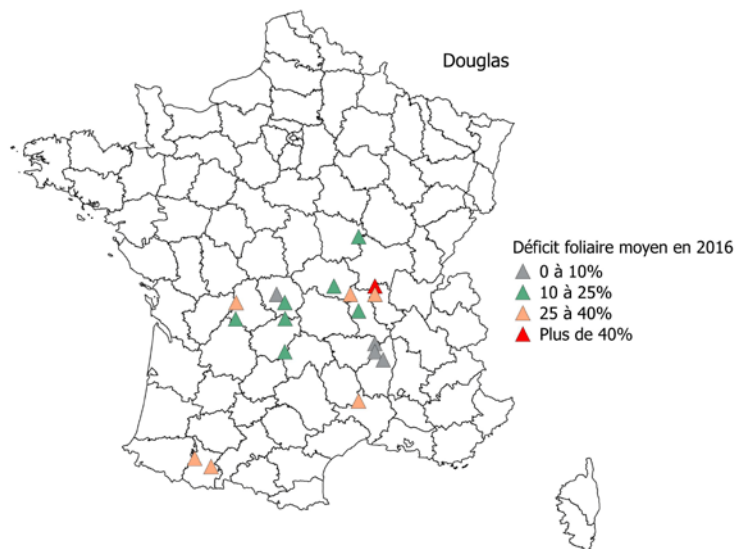 Douglas
Déficit foliaire moyen en 2016
0 à 10%
10 à 25%
25 à 40%
Plus de 40%